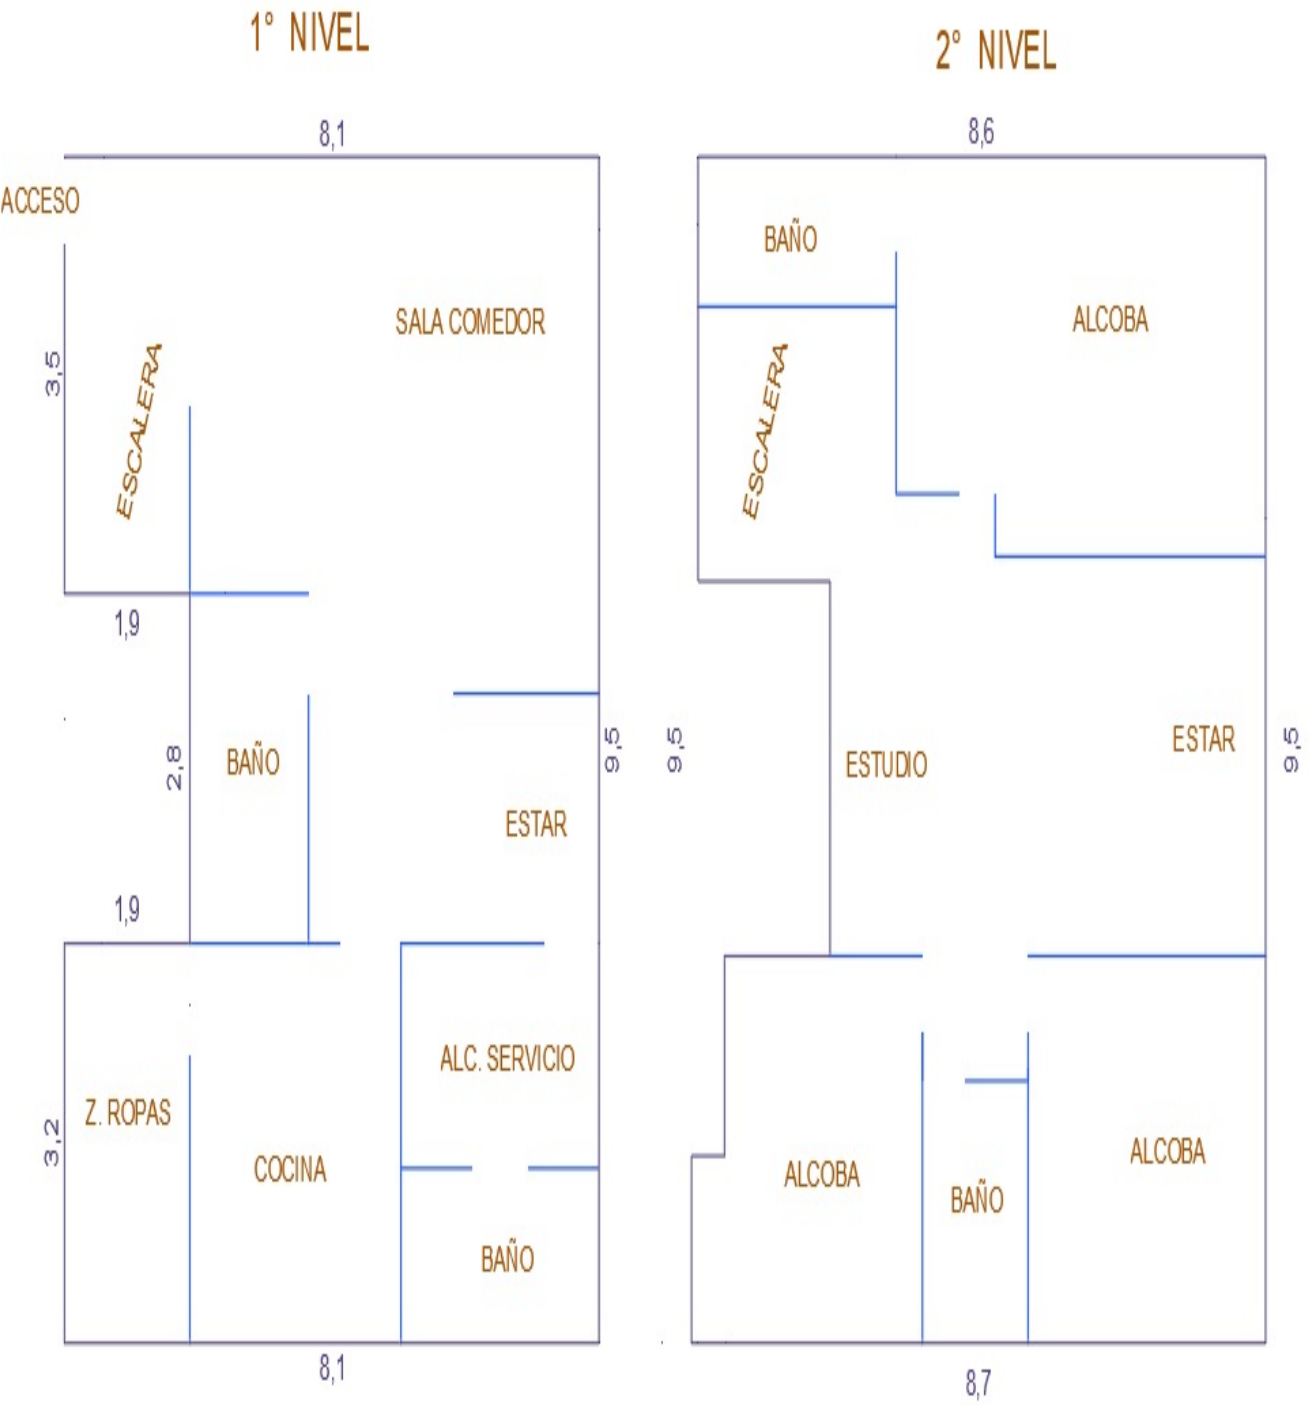 1° NIVEL
8,1
ACCESO
SALA COMEDOR
3,5
ESCALERA
1,9
2,8
BAÑO
9,5
ESTAR
1,9
ALC. SERVICIO
Z. ROPAS
3,2
COCINA
BAÑO
8,1
2° NIVEL
8,6
BAÑO
ALCOBA
ESCALERA
9,5
ESTUDIO
ESTAR
9,5
ALCOBA
BAÑO
ALCOBA
8,7